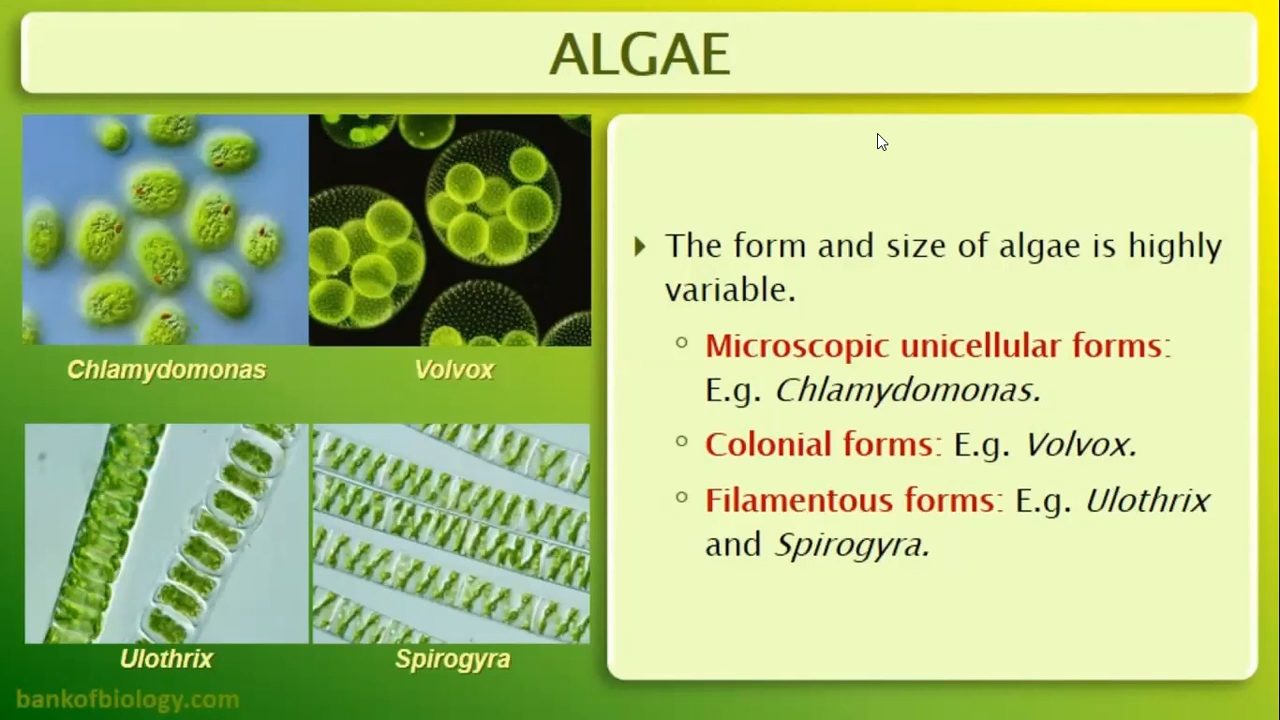 ALGAE
Chlamydomonas
Volvox
Ulothrix
Spirogyra
The form and size of algae is highly
variable.
Microscopic unicellular forms:
E.g. Chlamydomonas.
Colonial forms: E.g. Volvox.
Filamentous forms: E.g. Ulothrix
and Spirogyra.
bankofbiology.com